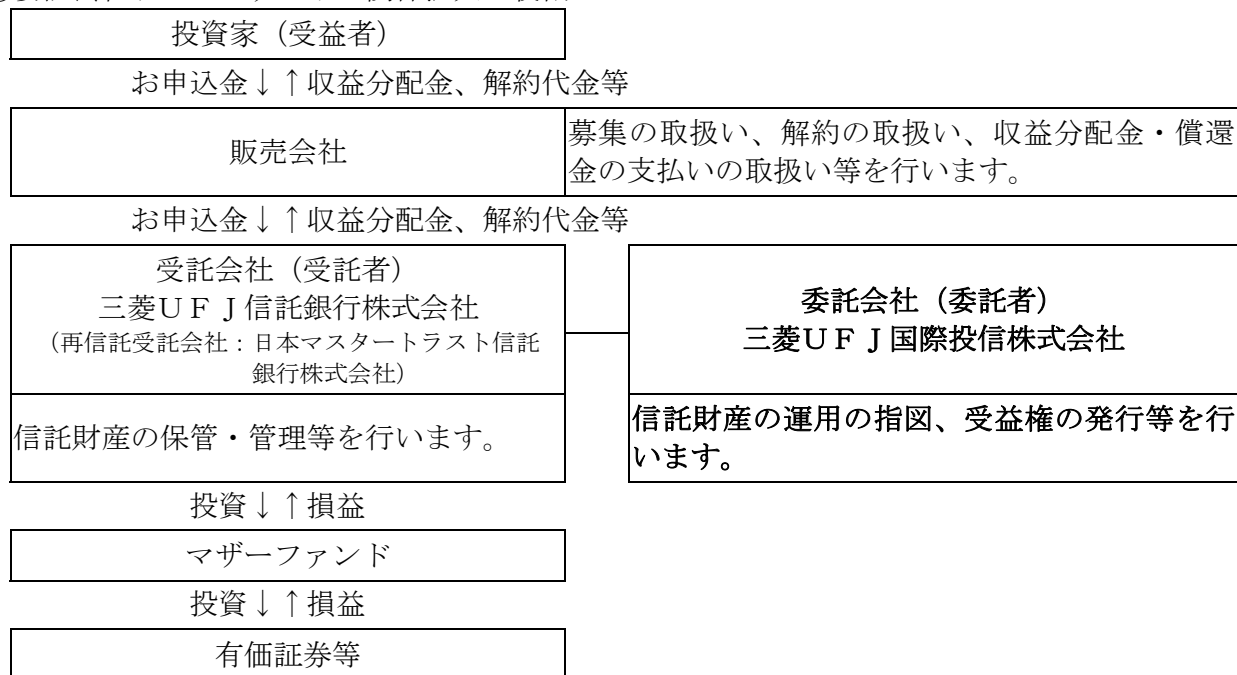 投資家（受益者）
お申込金↓↑収益分配金、解約代金等
販売会社
募集の取扱い、解約の取扱い、収益分配金・償還
金の支払いの取扱い等を行います。
お申込金↓↑収益分配金、解約代金等
受託会社（受託者）
三菱ＵＦＪ信託銀行株式会社
（再信託受託会社：日本マスタートラスト信託
銀行株式会社）
委託会社（委託者）
三菱ＵＦＪ国際投信株式会社
信託財産の保管・管理等を行います。
信託財産の運用の指図、受益権の発行等を行
います。
投資↓↑損益
マザーファンド
投資↓↑損益
有価証券等